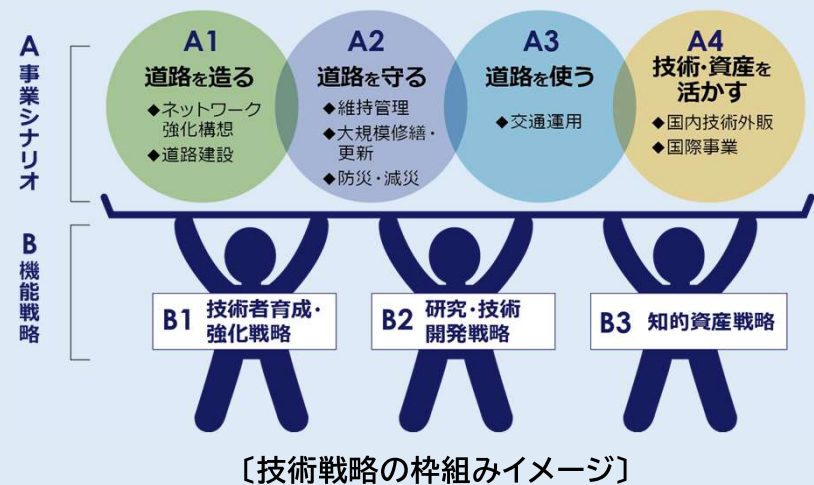 A 事業シナリオ
A1
道路を造る
◆ネットワーク
強化構想
◆道路建設
A2
道路を守る
◆維持管理
◆大規模修繕・
更新
◆防災・減災
A3
道路を使う
◆交通運用
A4
技術・資産を
活かす
◆国内技術外販
◆国際事業
B 機能戦略
B1 技術者育成・
強化戦略
B2 研究・技術
開発戦略
B3 知的資産戦略
〔技術戦略の枠組みイメージ〕